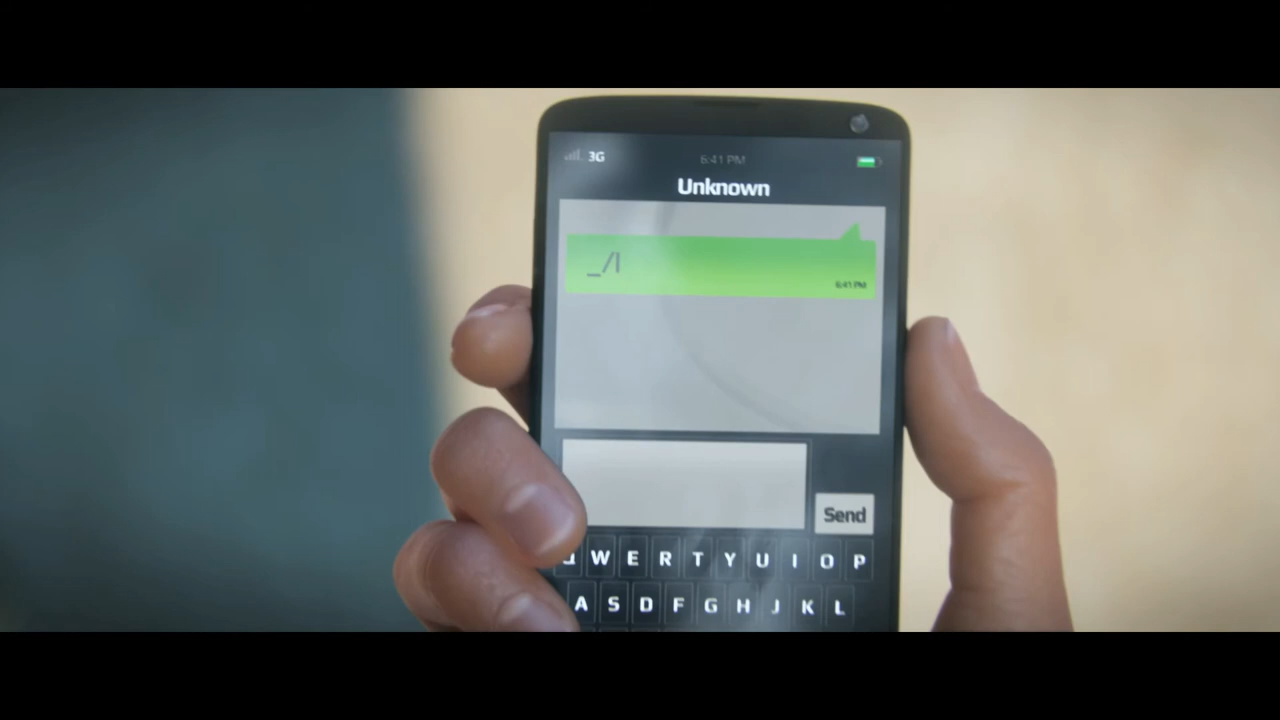 3G 6:41 PM
Unknown
_/l
6:41 PM
Send
W E R T Y U I O P
A S D F G H J K L